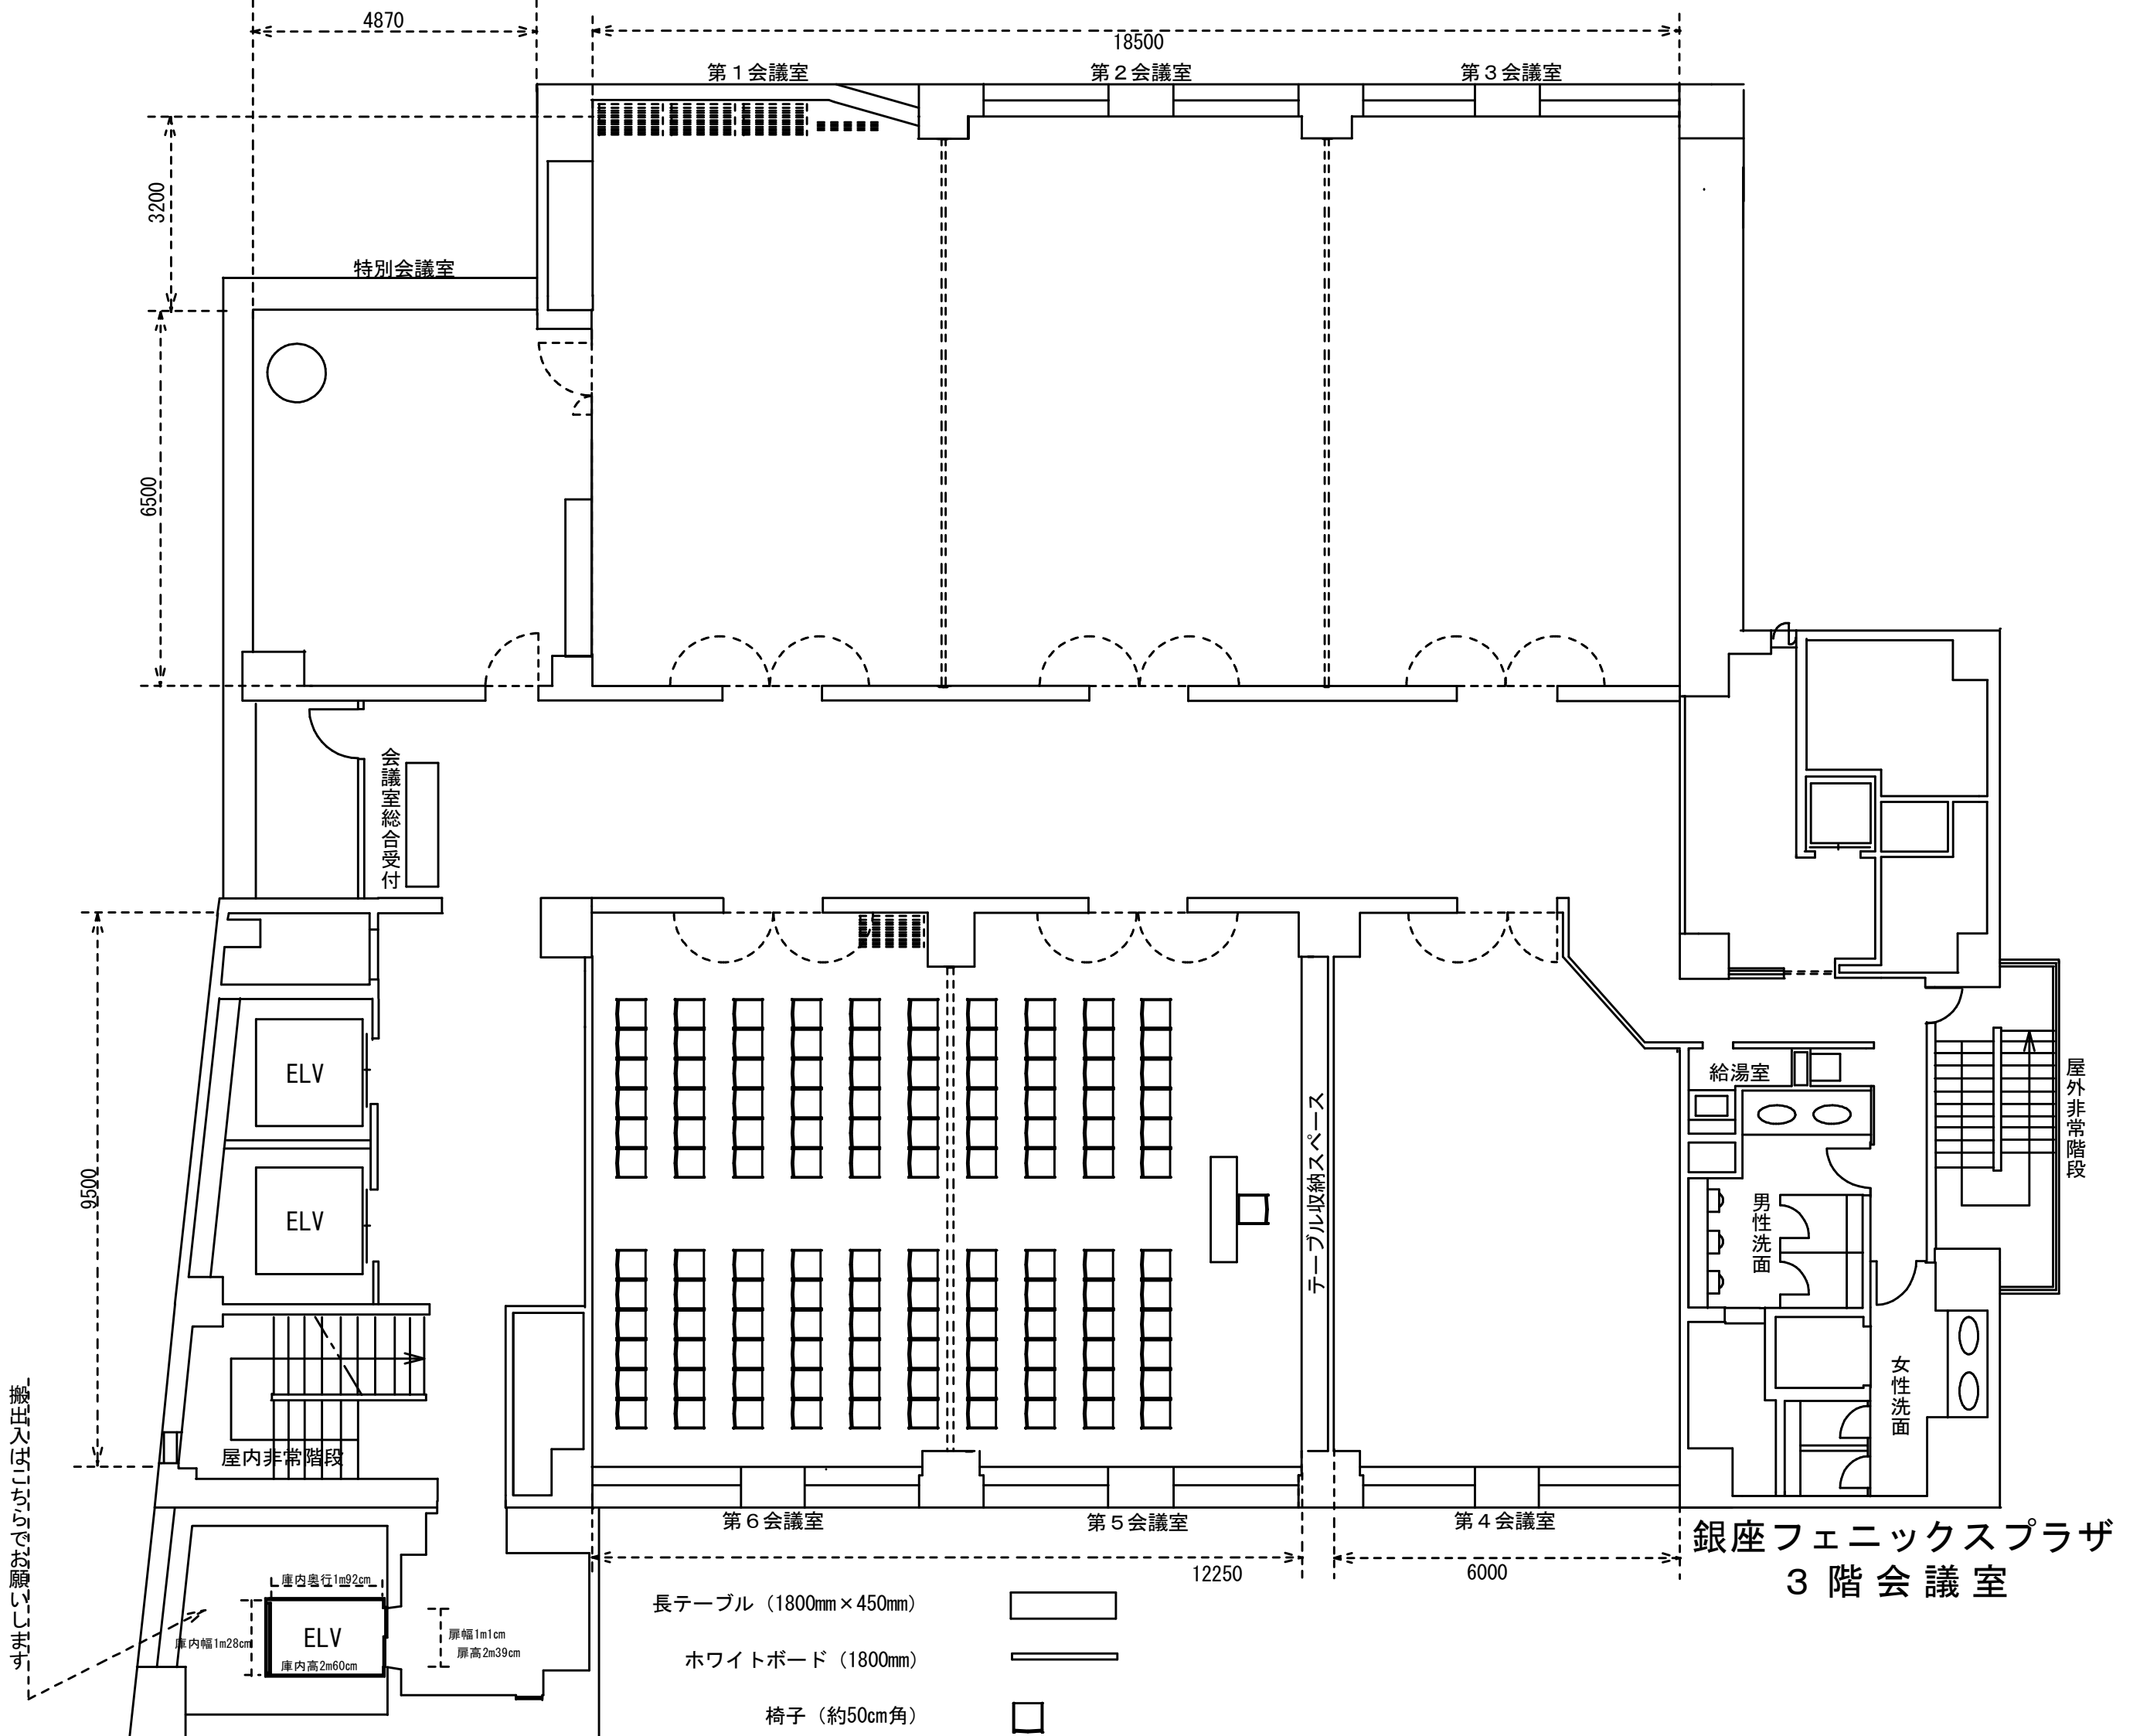 4870
18500
第１会議室
第２会議室
第３会議室
3200
特別会議室
6500
会議室総合受付
9500
ELV
ELV
屋内非常階段
搬出入はこちらでお願いします
テーブル収納スペース
給湯室
男性洗面
女性洗面
屋外非常階段
第６会議室
第５会議室
第４会議室
12250
6000
銀座フェニックスプラザ
３階会議室
庫内奥行1m92cm
庫内幅1m28cm
ELV
庫内高2m60cm
扉幅1m1cm
扉高2m39cm
長テーブル（1800mm×450mm）
ホワイトボード（1800mm）
椅子（約50cm角）